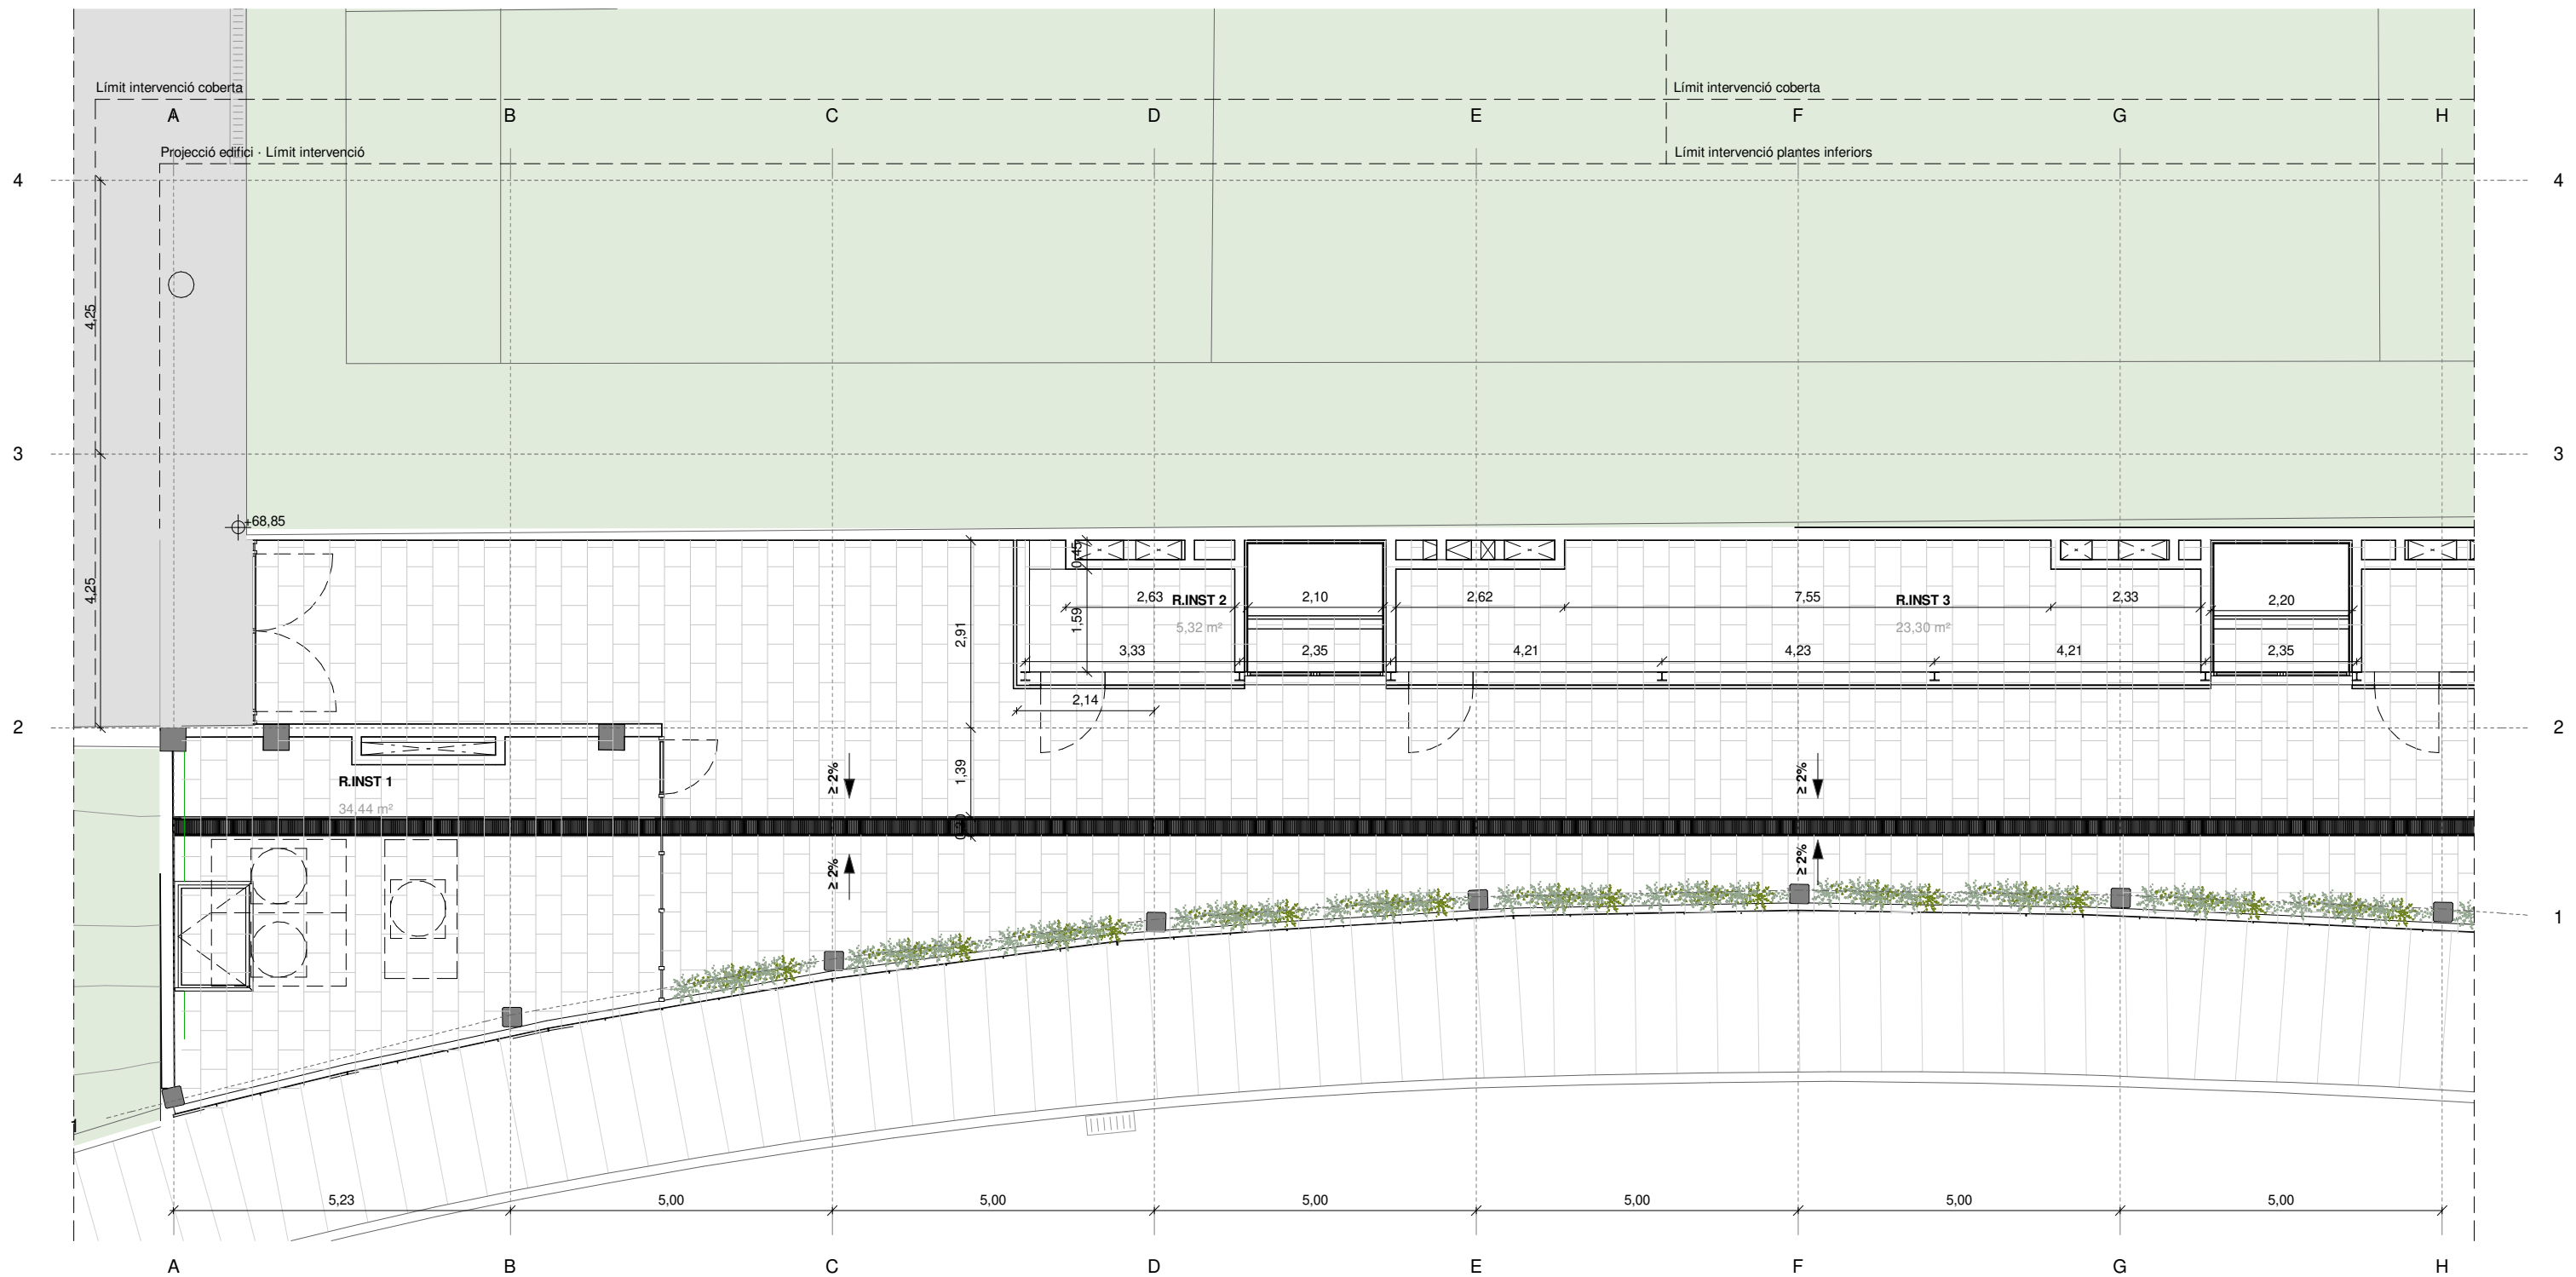 Límit intervenció coberta
Límit intervenció coberta
A B C D E F G H
Projecció edifici · Límit intervenció
Límit intervenció plantes inferiors
4 4
4,25
3 3
+68,85
4,25
0,45
2,63 R.INST 2 2,10 2,62 7,55 R.INST 3 2,33 2,20
1,59
5,32 m² 23,30 m²
2,91
3,33 2,35 4,21 4,23 4,21 2,35
2,14
2 2
R.INST 1
34,44 m²
1,39
≥ 2% ≥ 2%
≥ 2% ≥ 2%
1
1
5,23 5,00 5,00 5,00 5,00 5,00 5,00
A B C D E F G H